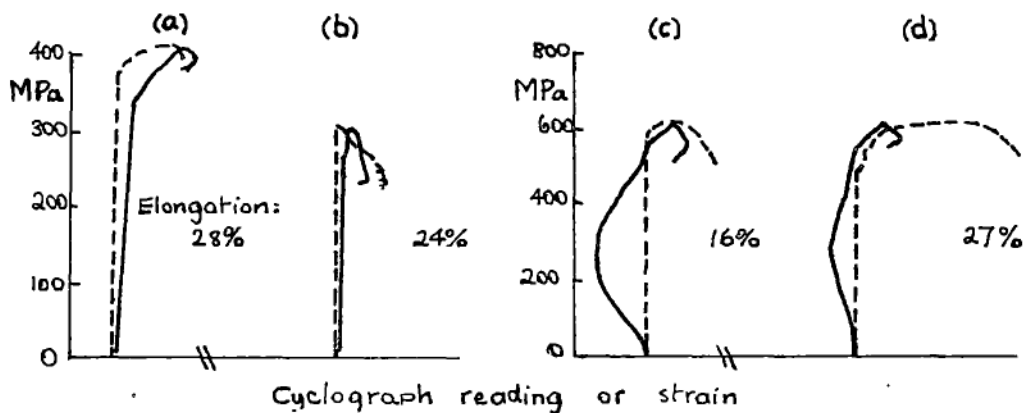 (a) (b) (c) (d)
400 800
MPa MPa
300 600
200 400
Elongation:
28% 24% 16% 27%
100 200
0 0
Cyclograph reading or strain